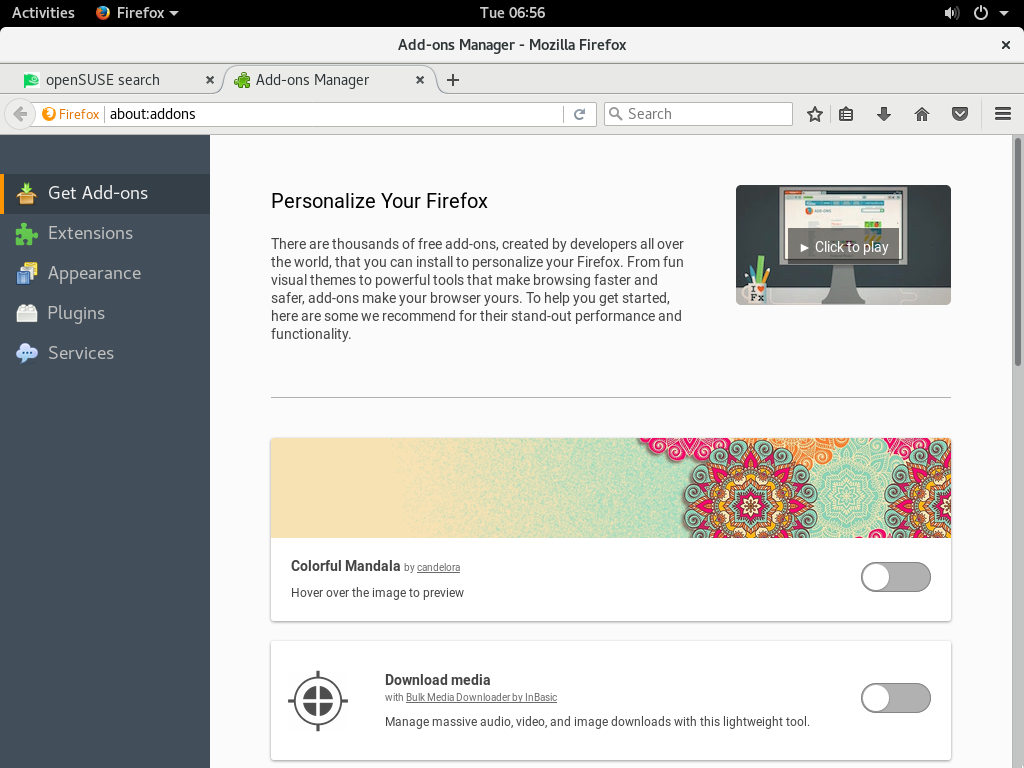 Activities Firefox Tue 06:56
Add-ons Manager - Mozilla Firefox
openSUSE search Add-ons Manager
Firefox about:addons Search
Get Add-ons
Extensions
Appearance
Plugins
Services
Personalize Your Firefox
There are thousands of free add-ons, created by developers all over
the world, that you can install to personalize your Firefox. From fun
visual themes to powerful tools that make browsing faster and
safer, add-ons make your browser yours. To help you get started,
here are some we recommend for their stand-out performance and
functionality.
ADD-ONS
► Click to play
I ♥
Fx
Colorful Mandala by candelora
Hover over the image to preview
Download media
with Bulk Media Downloader by InBasic
Manage massive audio, video, and image downloads with this lightweight tool.